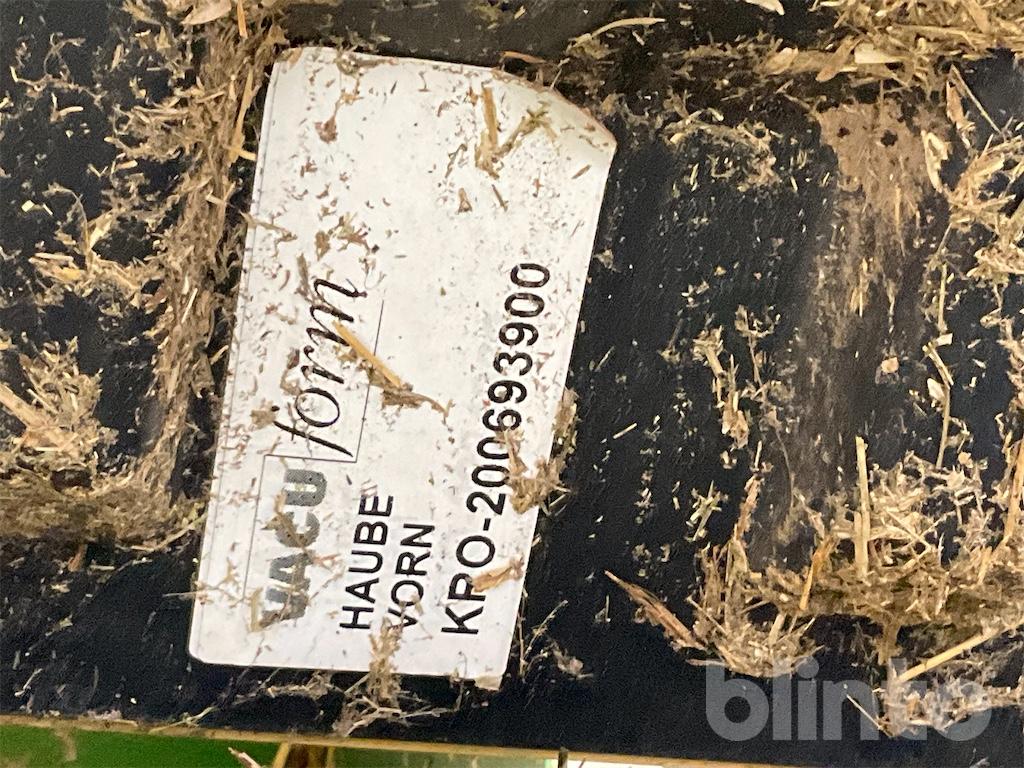 VACU form
HAUBE
VORN
KPO-200693900
blinto